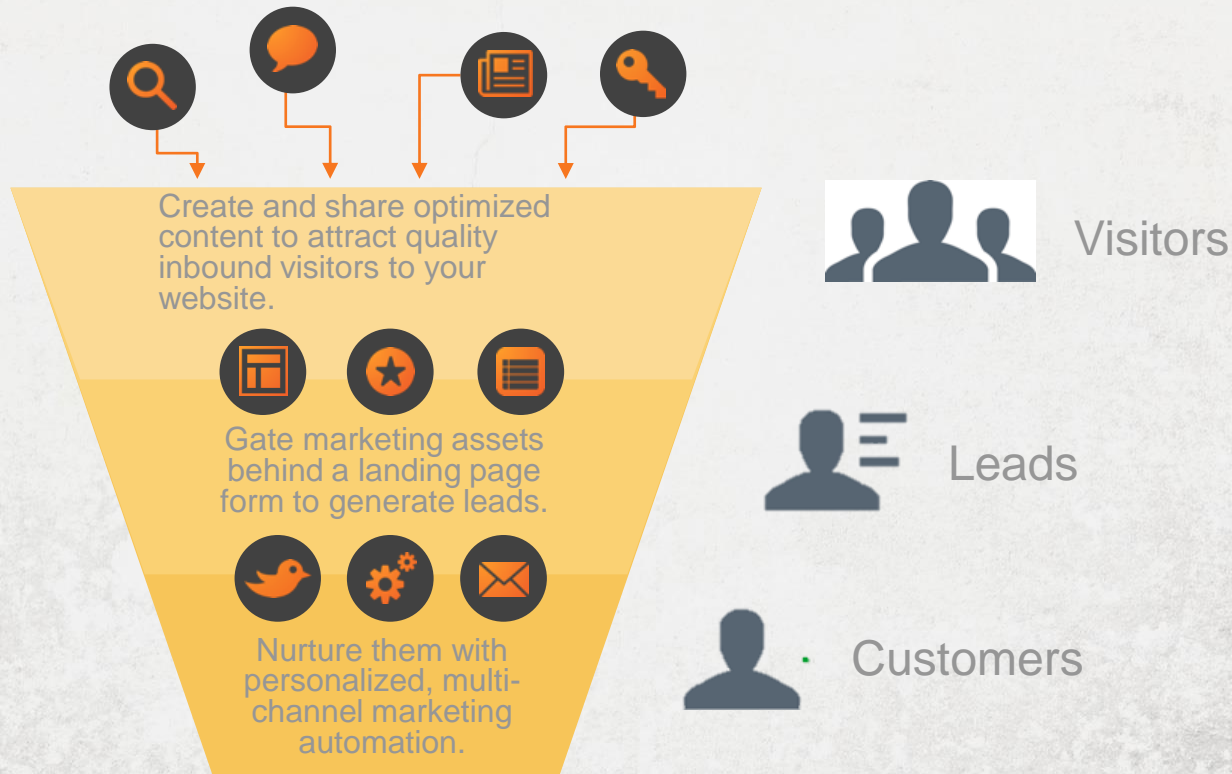 Create and share optimized
content to attract quality
inbound visitors to your
website.
Visitors
Gate marketing assets
behind a landing page
form to generate leads.
Leads
Nurture them with
personalized, multi-
channel marketing
automation.
Customers